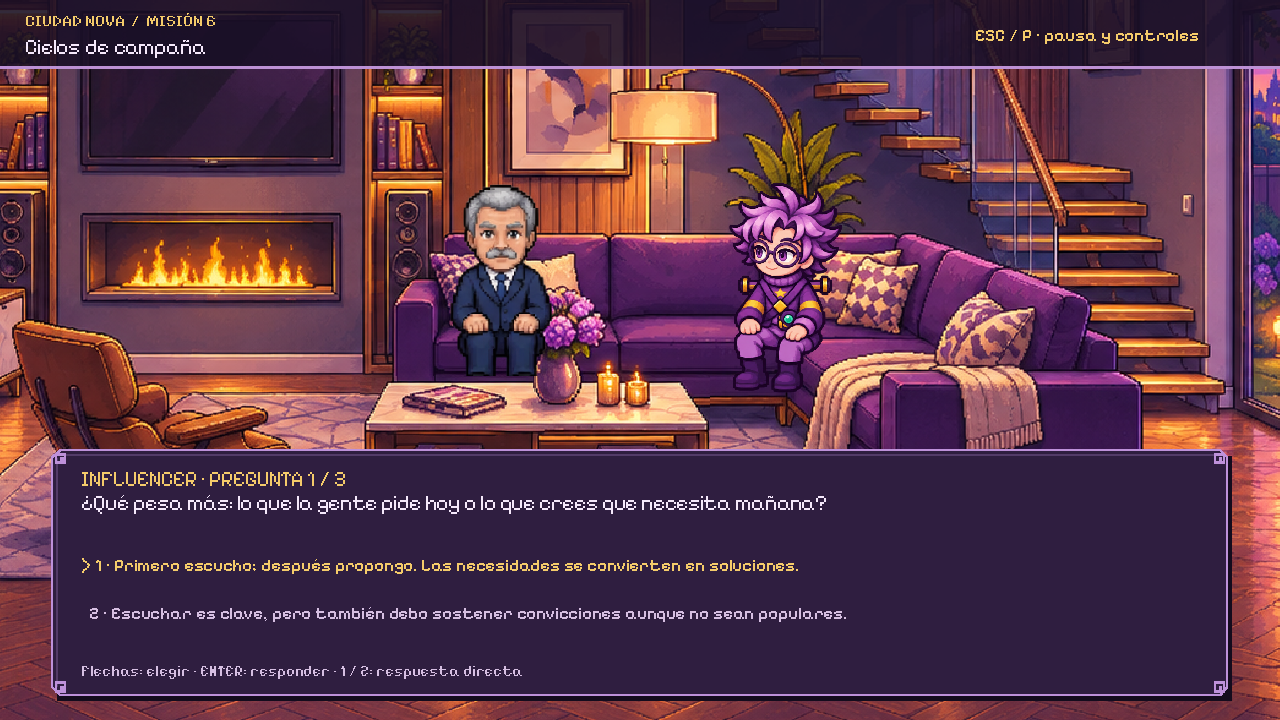 CIUDAD NOVA / MISIÓN 6
Cielos de campaña
ESC / P · pausa y controles
INFLUENCER · PREGUNTA 1 / 3
¿Qué pesa más: lo que la gente pide hoy o lo que crees que necesita mañana?
> 1 · Primero escucho; después propongo. Las necesidades se convierten en soluciones.
2 · Escuchar es clave, pero también debo sostener convicciones aunque no sean populares.
Flechas: elegir · ENTER: responder · 1 / 2: respuesta directa